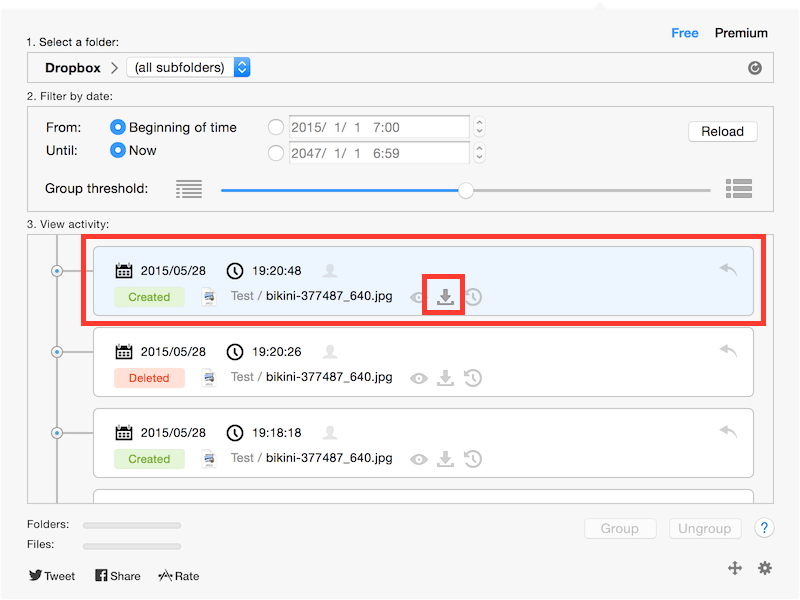 Free Premium
1. Select a folder:
Dropbox (all subfolders)
2. Filter by date:
From: Beginning of time 2015/ 1/ 1 7:00
Until: Now 2047/ 1/ 1 6:59
Reload
Group threshold:
3. View activity:
2015/05/28 19:20:48
Created Test / bikini-377487_640.jpg
2015/05/28 19:20:26
Deleted Test / bikini-377487_640.jpg
2015/05/28 19:18:18
Created Test / bikini-377487_640.jpg
Folders:
Files:
Group Ungroup ?
Tweet Share Rate